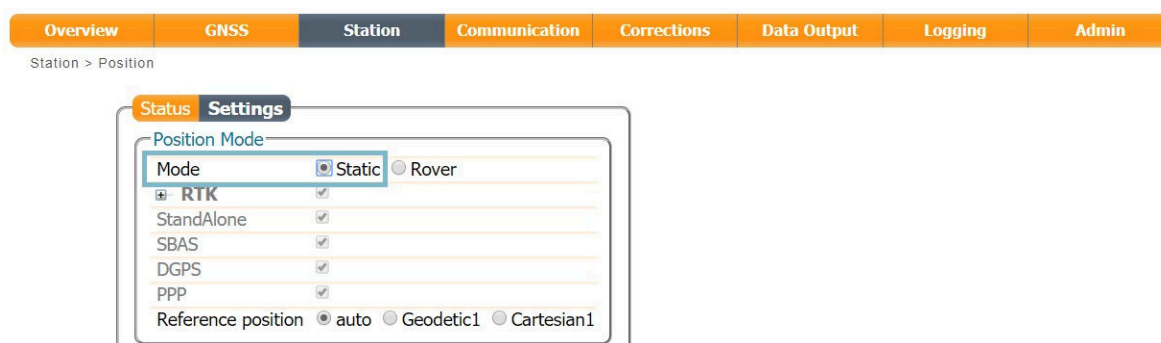 Overview GNSS Station Communication Corrections Data Output Logging Admin
Station > Position
Status Settings
Position Mode
Mode Static Rover
RTK
StandAlone
SBAS
DGPS
PPP
Reference position auto Geodetic1 Cartesian1